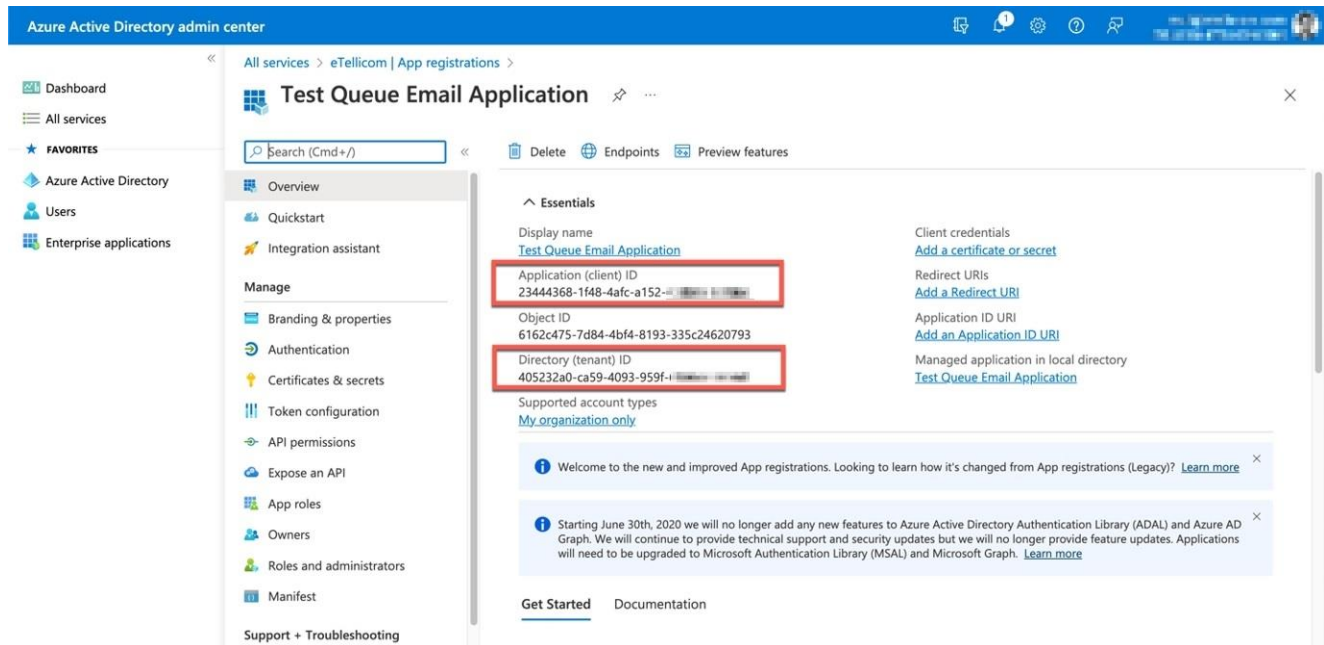 Azure Active Directory admin center
1
Dashboard
All services
FAVORITES
Azure Active Directory
Users
Enterprise applications
All services > eTellicom | App registrations >
Test Queue Email Application
Search (Cmd+/)
Overview
Quickstart
Integration assistant
Manage
Branding & properties
Authentication
Certificates & secrets
Token configuration
API permissions
Expose an API
App roles
Owners
Roles and administrators
Manifest
Support + Troubleshooting
Delete Endpoints Preview features
Essentials
Display name
Test Queue Email Application
Application (client) ID
23444368-1f48-4afc-a152-
Object ID
6162c475-7d84-4bf4-8193-335c24620793
Directory (tenant) ID
405232a0-ca59-4093-959f-
Supported account types
My organization only
Client credentials
Add a certificate or secret
Redirect URIs
Add a Redirect URI
Application ID URI
Add an Application ID URI
Managed application in local directory
Test Queue Email Application
Welcome to the new and improved App registrations. Looking to learn how it's changed from App registrations (Legacy)? Learn more
Starting June 30th, 2020 we will no longer add any new features to Azure Active Directory Authentication Library (ADAL) and Azure AD
Graph. We will continue to provide technical support and security updates but we will no longer provide feature updates. Applications
will need to be upgraded to Microsoft Authentication Library (MSAL) and Microsoft Graph. Learn more
Get Started Documentation